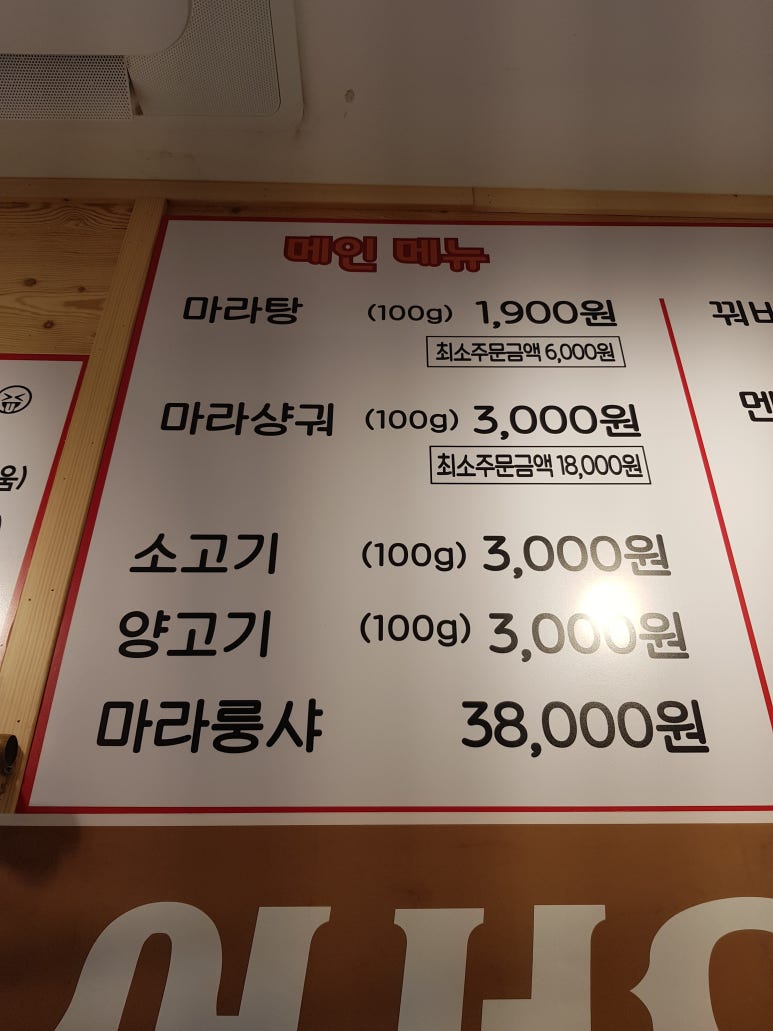 메인 메뉴
마라탕 (100g) 1,900원
최소주문금액 6,000원
마라샹궈 (100g) 3,000원
최소주문금액 18,000원
소고기 (100g) 3,000원
양고기 (100g) 3,000원
마라룽샤 38,000원